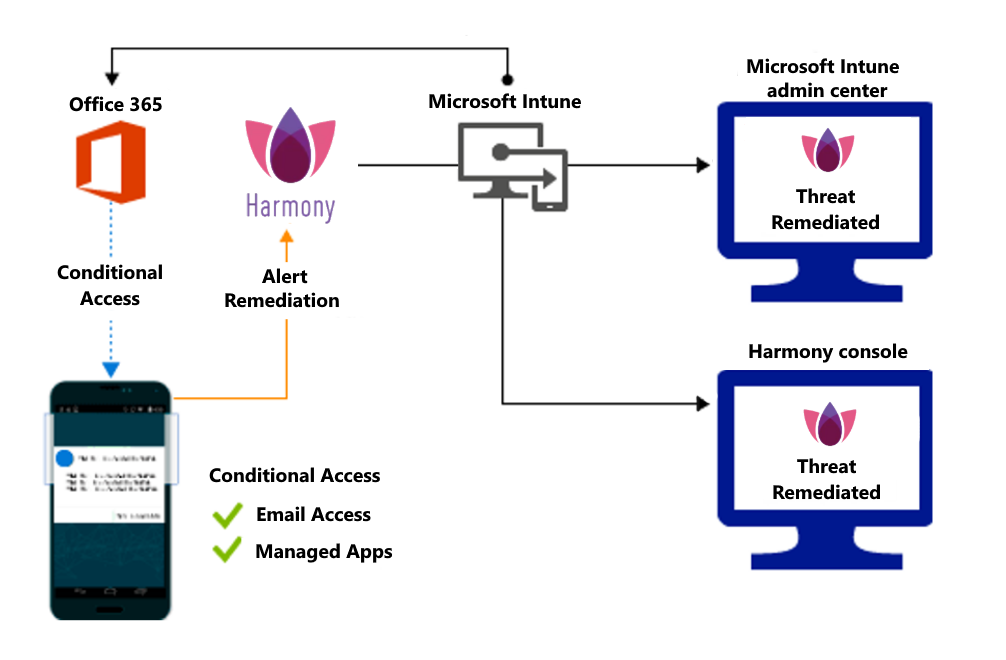 Microsoft Intune
admin center
Office 365
Microsoft Intune
Harmony
Threat
Remediated
Conditional
Access
Alert
Remediation
Harmony console
Threat
Remediated
Conditional Access
Email Access
Managed Apps